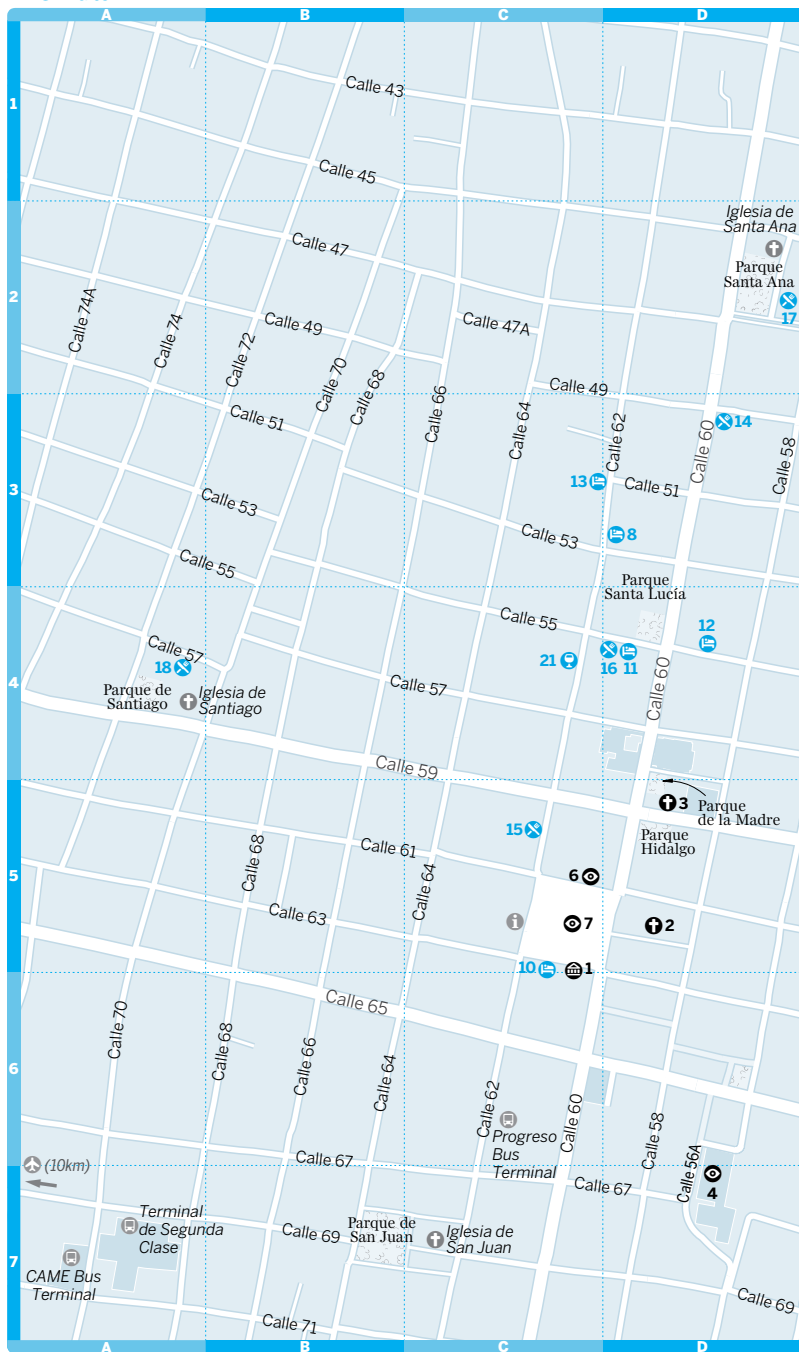 A B C D
1
Calle 43
Calle 45
2
Iglesia de
Santa Ana
Parque
Santa Ana
17
Calle 47
Calle 74A
Calle 74
Calle 72
Calle 49
Calle 70
Calle 68
Calle 47A
Calle 66
Calle 64
Calle 49
Calle 62
Calle 60
14
Calle 58
3
Calle 51
13
Calle 51
Calle 53
Calle 53
8
Calle 55
Parque
Santa Lucía
4
Calle 55
12
Calle 57
18
21
16
11
Parque de
Santiago
Iglesia de
Santiago
Calle 57
Calle 60
Calle 59
3
Parque
de la Madre
Parque
Hidalgo
5
15
Calle 68
Calle 61
Calle 64
6
Calle 63
7
2
10
1
6
Calle 65
Calle 70
Calle 68
Calle 66
Calle 64
Calle 62
Calle 60
Calle 58
Progreso
Bus
Terminal
Calle 56A
(10km)
Calle 67
Calle 67
4
7
Terminal
de Segunda
Clase
Calle 69
Parque de
San Juan
Iglesia de
San Juan
CAME Bus
Terminal
Calle 71
Calle 69
A B C D